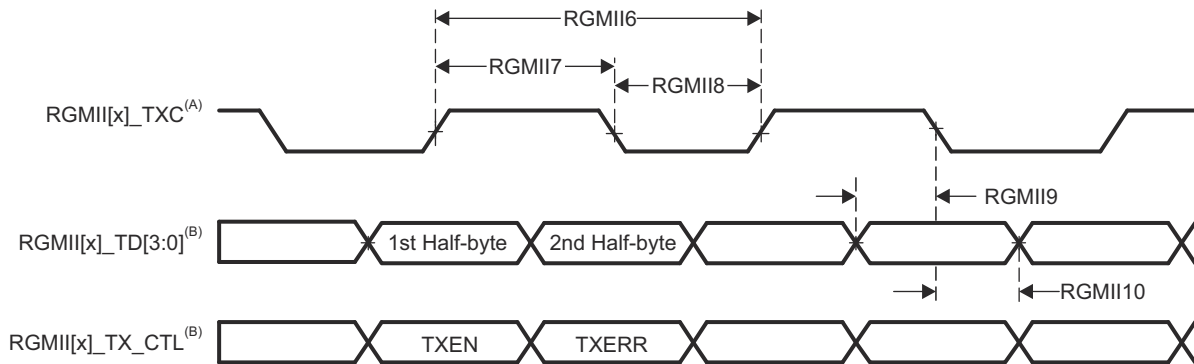 RGMII6
RGMII7
RGMII8
RGMII[x]_TXC(A)
RGMII9
RGMII[x]_TD[3:0](B)
1st Half-byte
2nd Half-byte
RGMII10
RGMII[x]_TX_CTL(B)
TXEN
TXERR